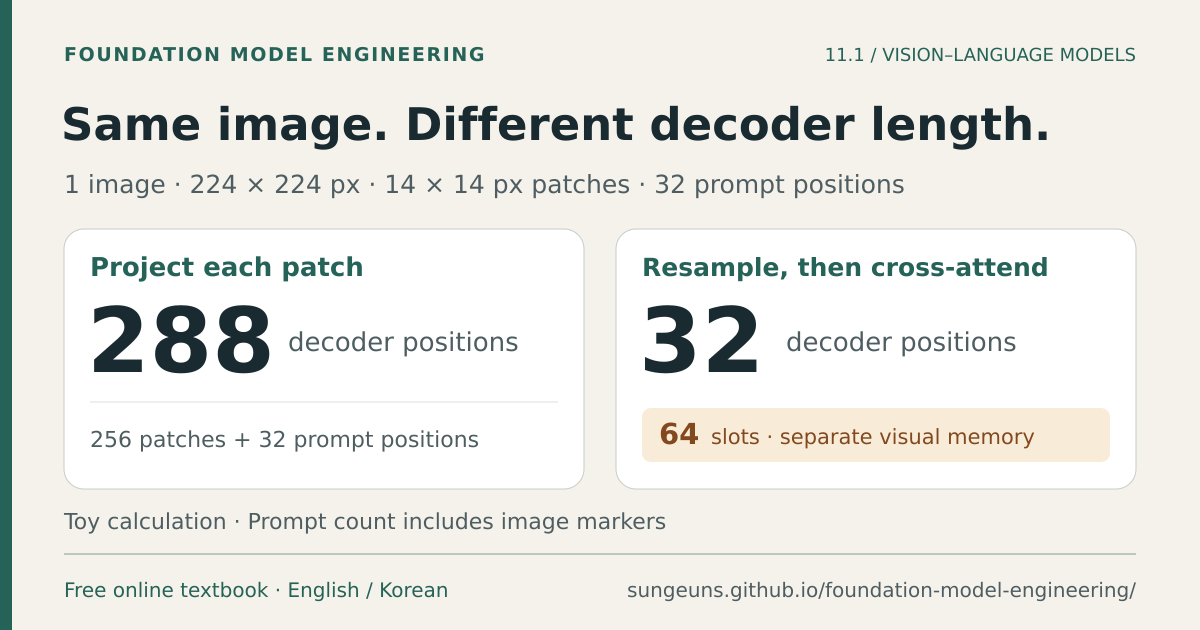 FOUNDATION MODEL ENGINEERING
11.1 / VISION–LANGUAGE MODELS
Same image. Different decoder length.
1 image · 224 × 224 px · 14 × 14 px patches · 32 prompt positions
Project each patch
288 decoder positions
256 patches + 32 prompt positions
Resample, then cross-attend
32 decoder positions
64 slots · separate visual memory
Toy calculation · Prompt count includes image markers
Free online textbook · English / Korean
sungeuns.github.io/foundation-model-engineering/